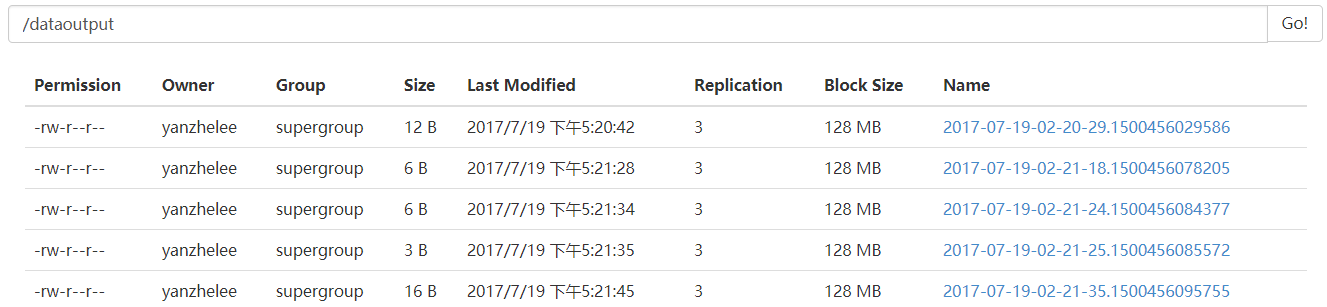 /dataoutput Go!
Permission Owner Group Size Last Modified Replication Block Size Name
-rw-r--r-- yanzhelee supergroup 12 B 2017/7/19 下午5:20:42 3 128 MB 2017-07-19-02-20-29.1500456029586
-rw-r--r-- yanzhelee supergroup 6 B 2017/7/19 下午5:21:28 3 128 MB 2017-07-19-02-21-18.1500456078205
-rw-r--r-- yanzhelee supergroup 6 B 2017/7/19 下午5:21:34 3 128 MB 2017-07-19-02-21-24.1500456084377
-rw-r--r-- yanzhelee supergroup 3 B 2017/7/19 下午5:21:35 3 128 MB 2017-07-19-02-21-25.1500456085572
-rw-r--r-- yanzhelee supergroup 16 B 2017/7/19 下午5:21:45 3 128 MB 2017-07-19-02-21-35.1500456095755